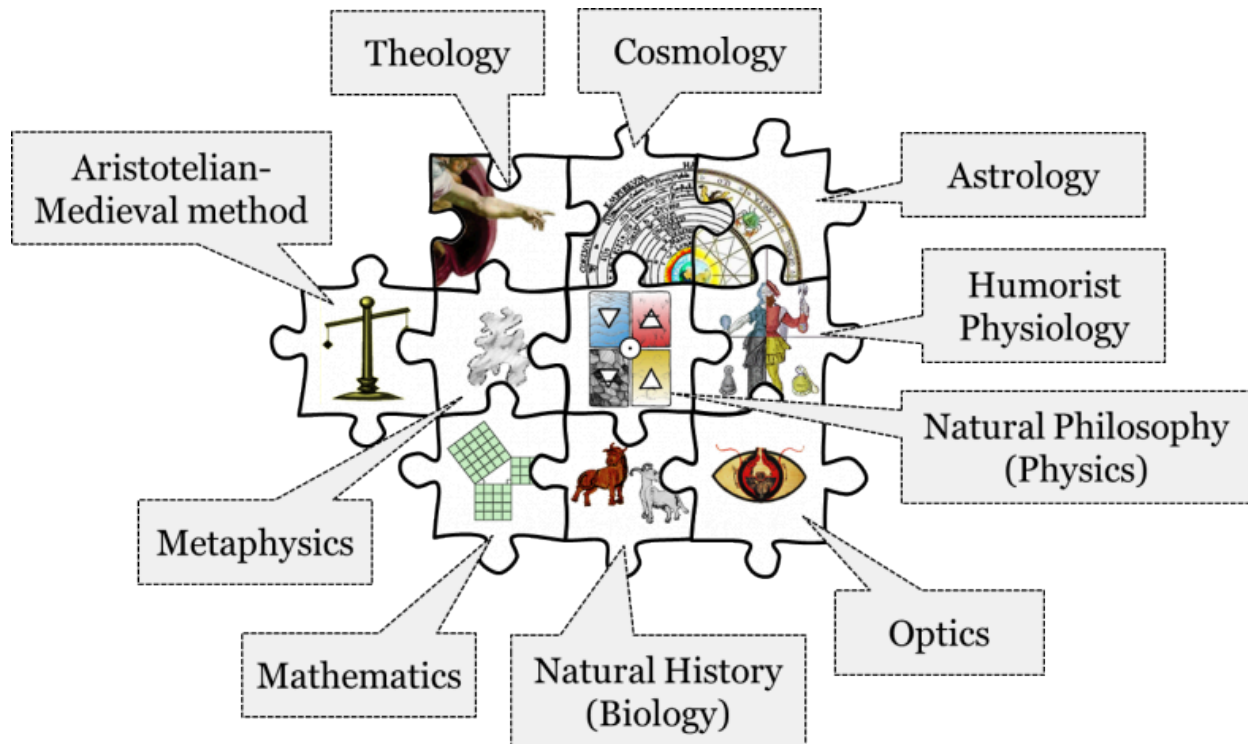 Theology
Cosmology
Aristotelian-
Medieval method
Astrology
Humorist
Physiology
Natural Philosophy
(Physics)
Metaphysics
Mathematics
Natural History
(Biology)
Optics